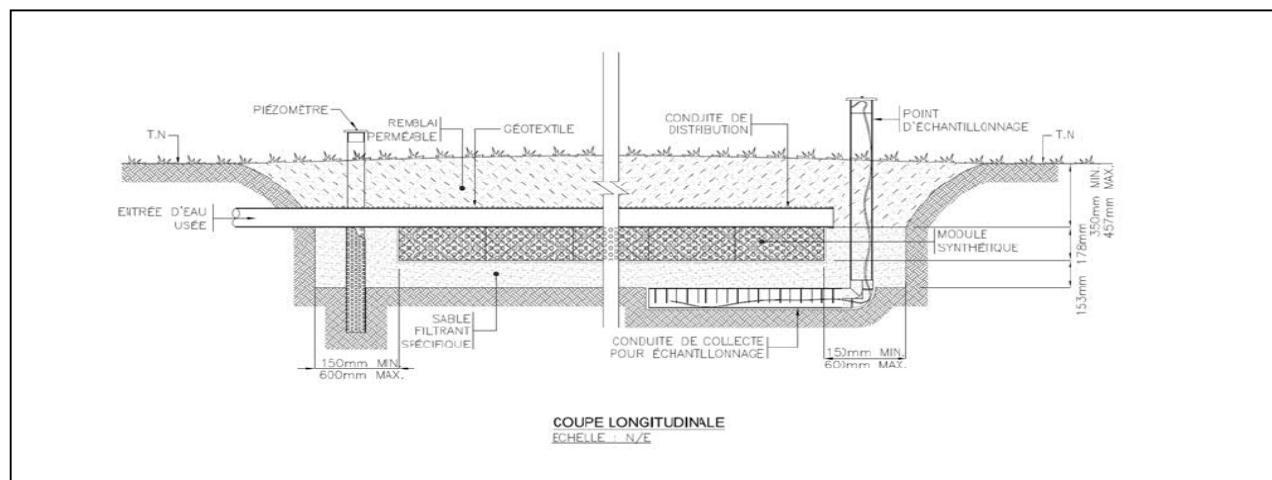 PIÉZOMÈTRE
REMBLAI
PERMÉABLE
GÉOTEXTILE
CONDUITE DE
DISTRIBUTION
POINT
D'ÉCHANTILLONNAGE
T.N
T.N
ENTRÉE D'EAU
USÉE
MODULE
SYNTHÉTIQUE
350mm MIN.
457mm MAX.
178mm
153mm
SABLE
FILTRANT
SPÉCIFIQUE
CONDUITE DE COLLECTE
POUR ÉCHANTLLONNAGE
150mm MIN.
600mm MAX.
150mm MIN.
600mm MAX.
COUPE LONGITUDINALE
ECHELLE : N/E